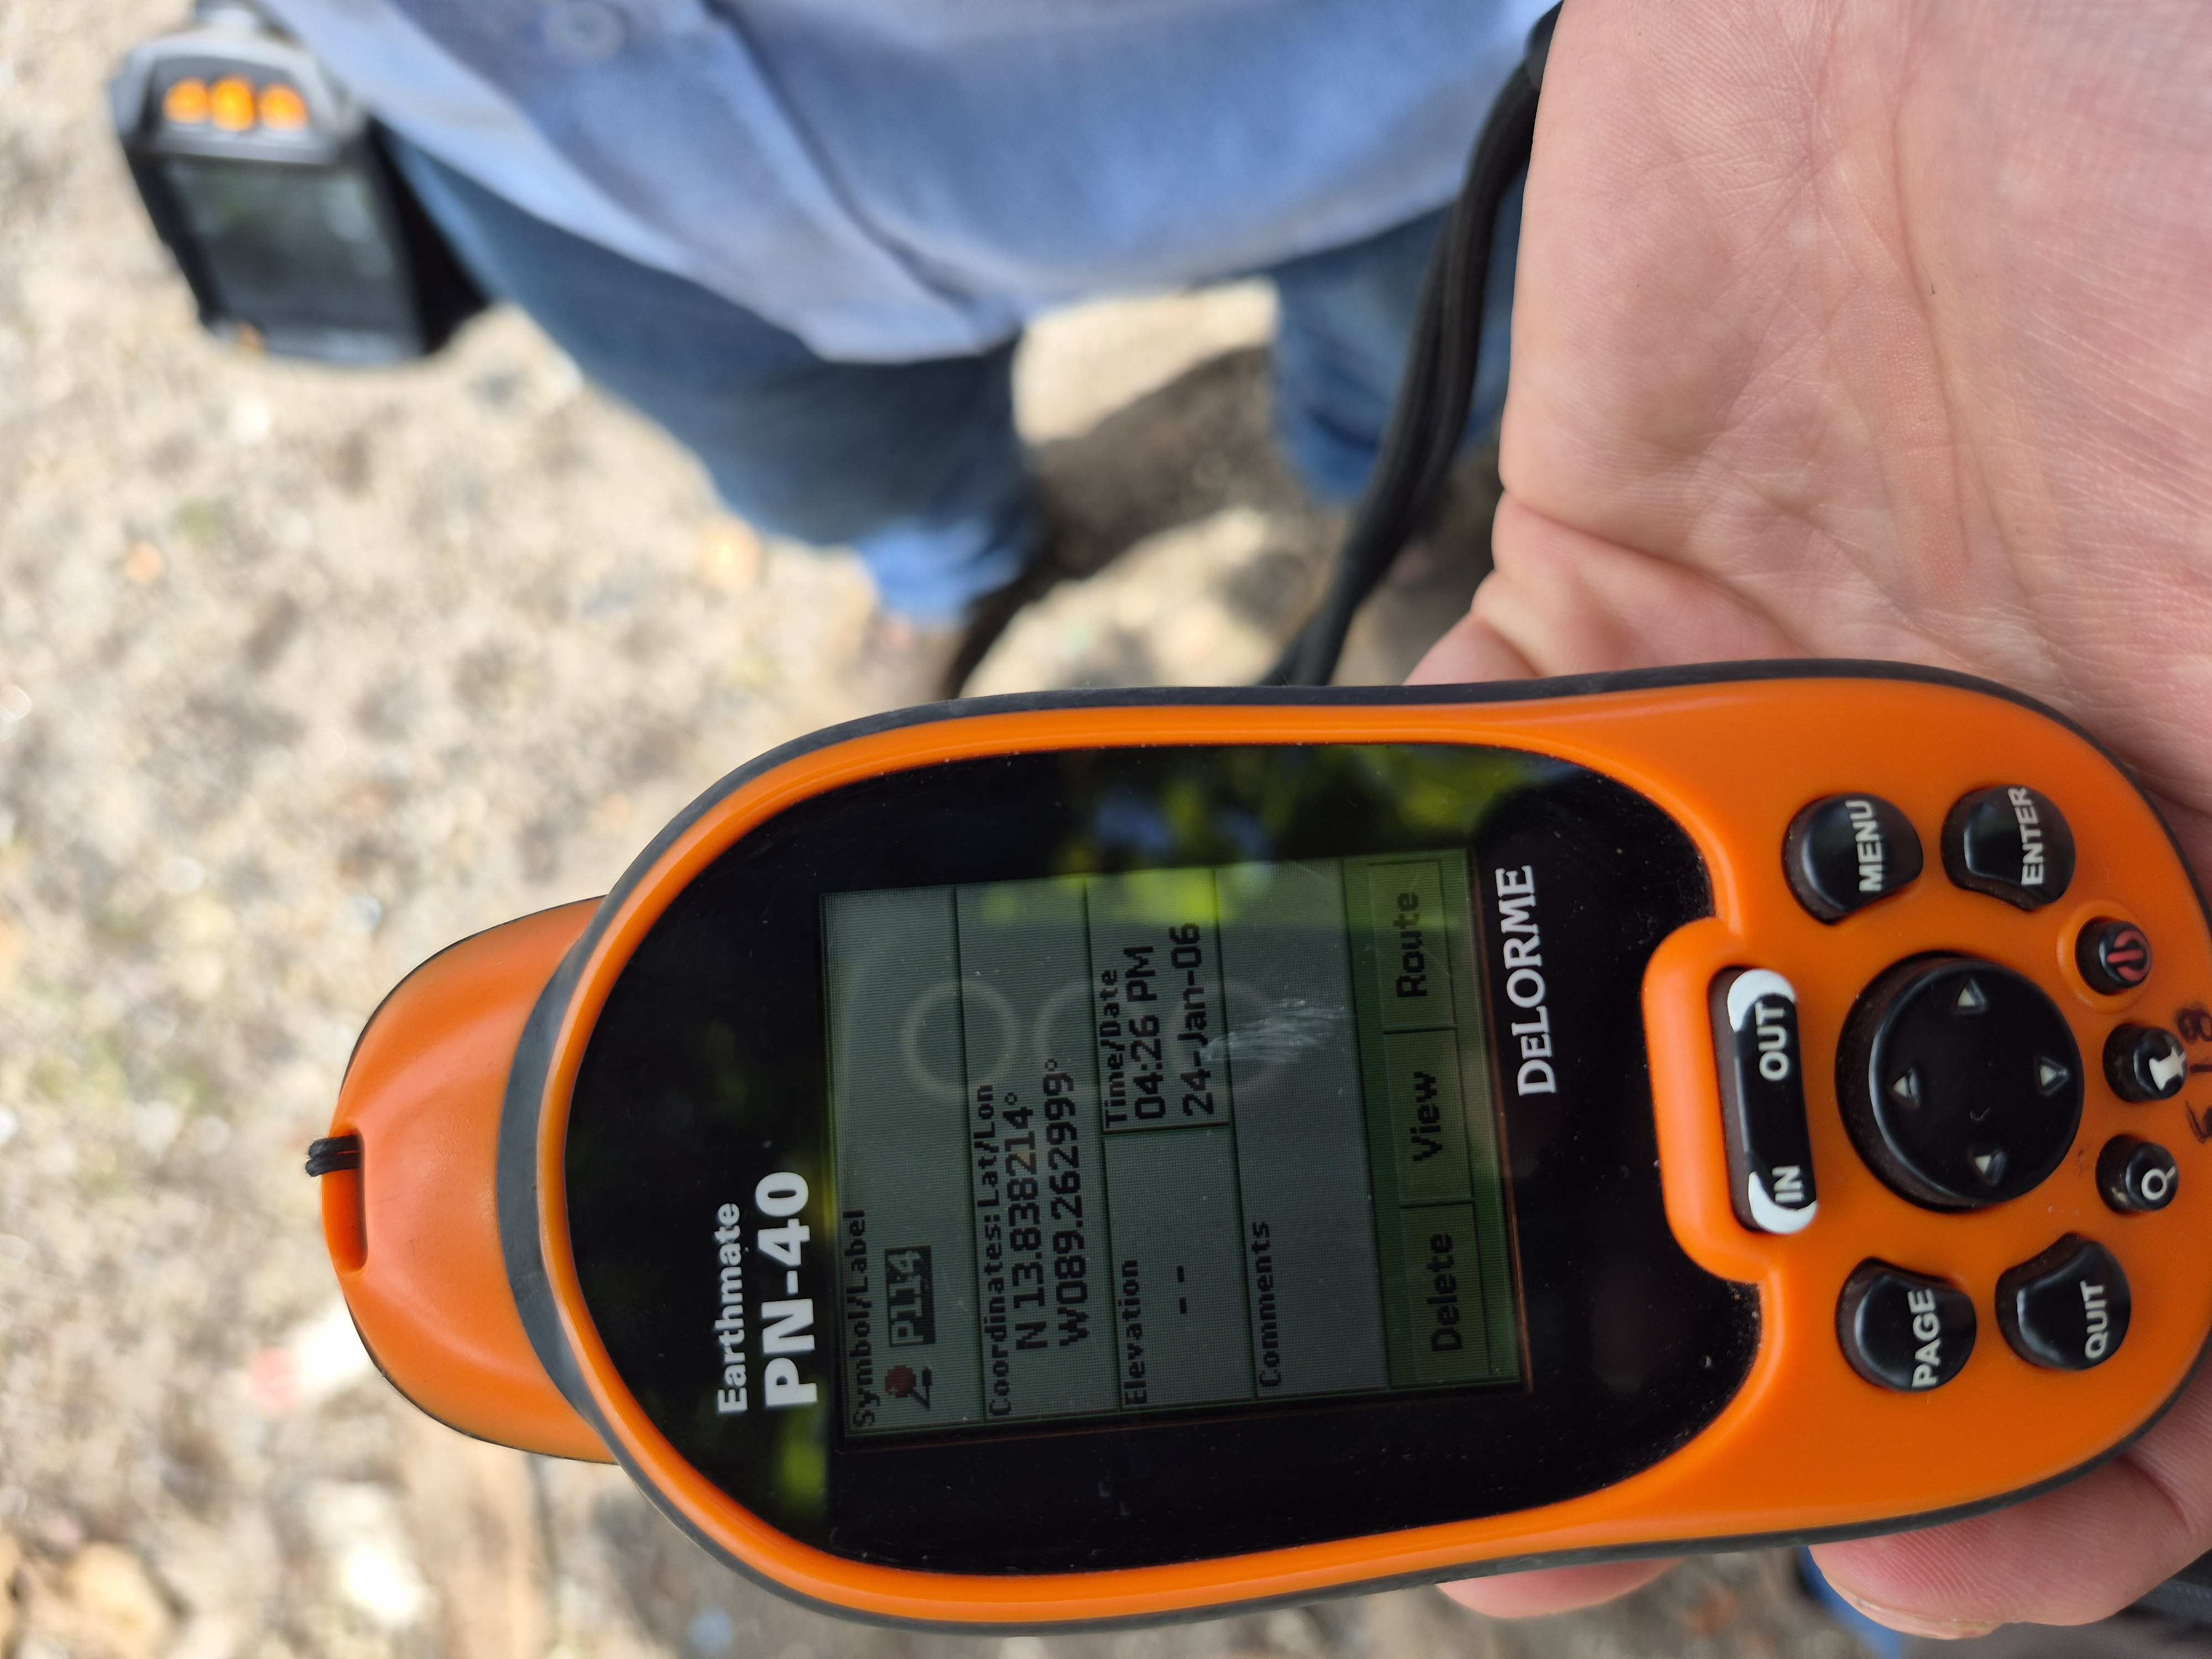 Earthmate
PN-40
Symbol/Label
P114
Coordinates: Lat/Lon
N 13.838214°
W089.262999°
Elevation
- -
Time/Date
04:26 PM
24-Jan-06
Comments
Delete View Route
DELORME
IN OUT
PAGE
MENU
QUIT
ENTER